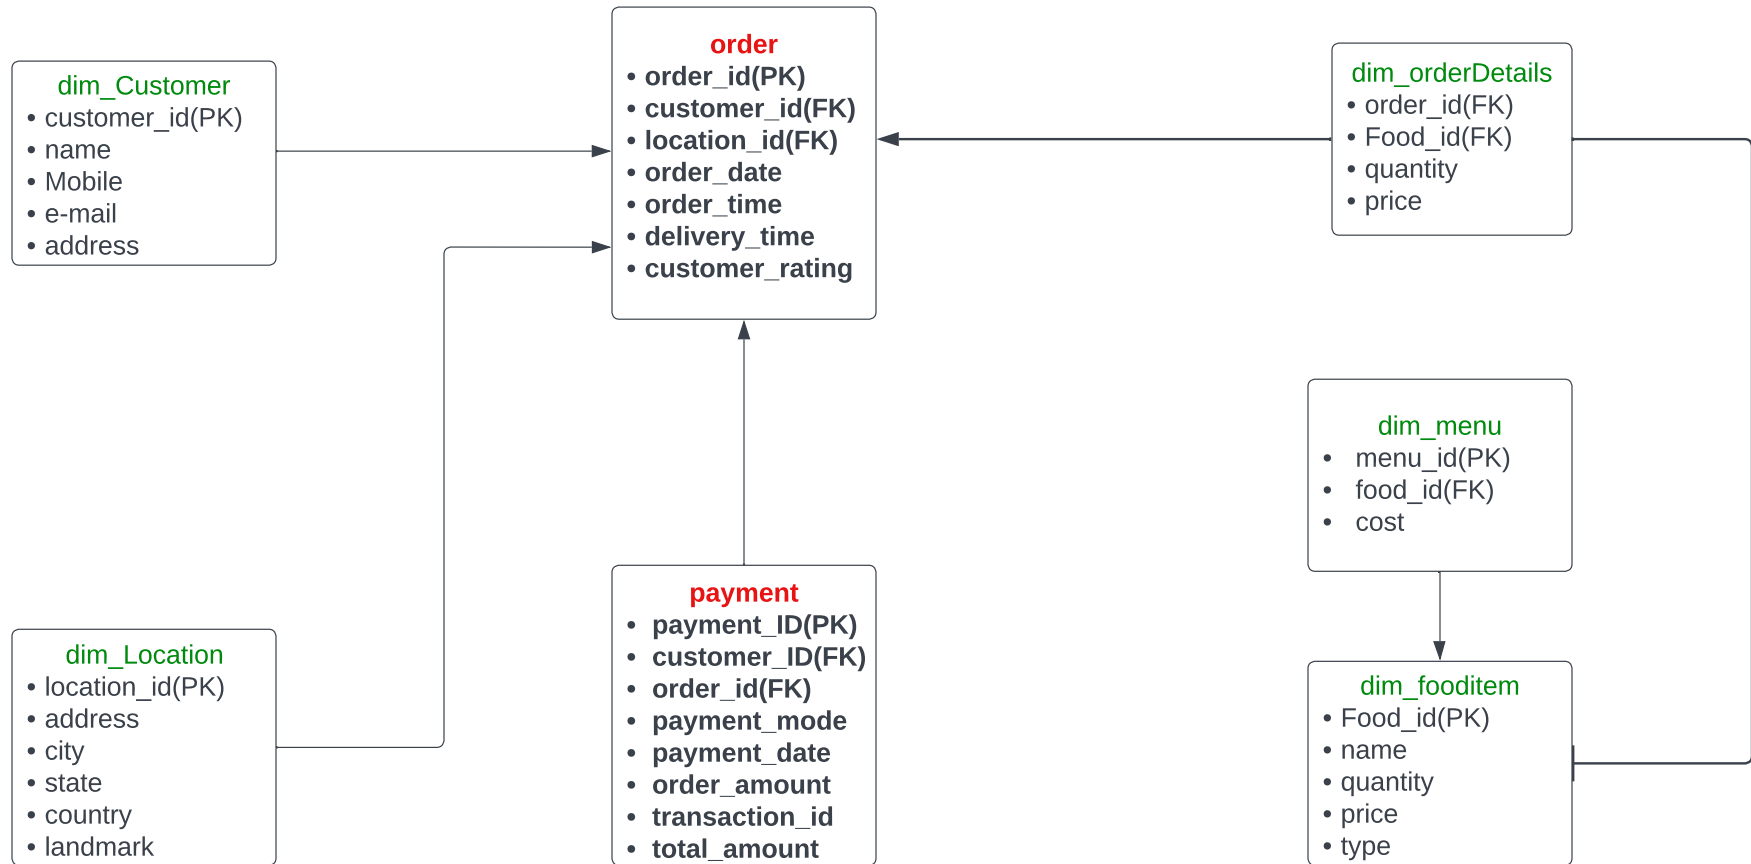 dim_Customer
• customer_id(PK)
• name
• Mobile
• e-mail
• address
order
• order_id(PK)
• customer_id(FK)
• location_id(FK)
• order_date
• order_time
• delivery_time
• customer_rating
dim_orderDetails
• order_id(FK)
• Food_id(FK)
• quantity
• price
dim_menu
• menu_id(PK)
• food_id(FK)
• cost
dim_Location
• location_id(PK)
• address
• city
• state
• country
• landmark
payment
• payment_ID(PK)
• customer_ID(FK)
• order_id(FK)
• payment_mode
• payment_date
• order_amount
• transaction_id
• total_amount
dim_fooditem
• Food_id(PK)
• name
• quantity
• price
• type